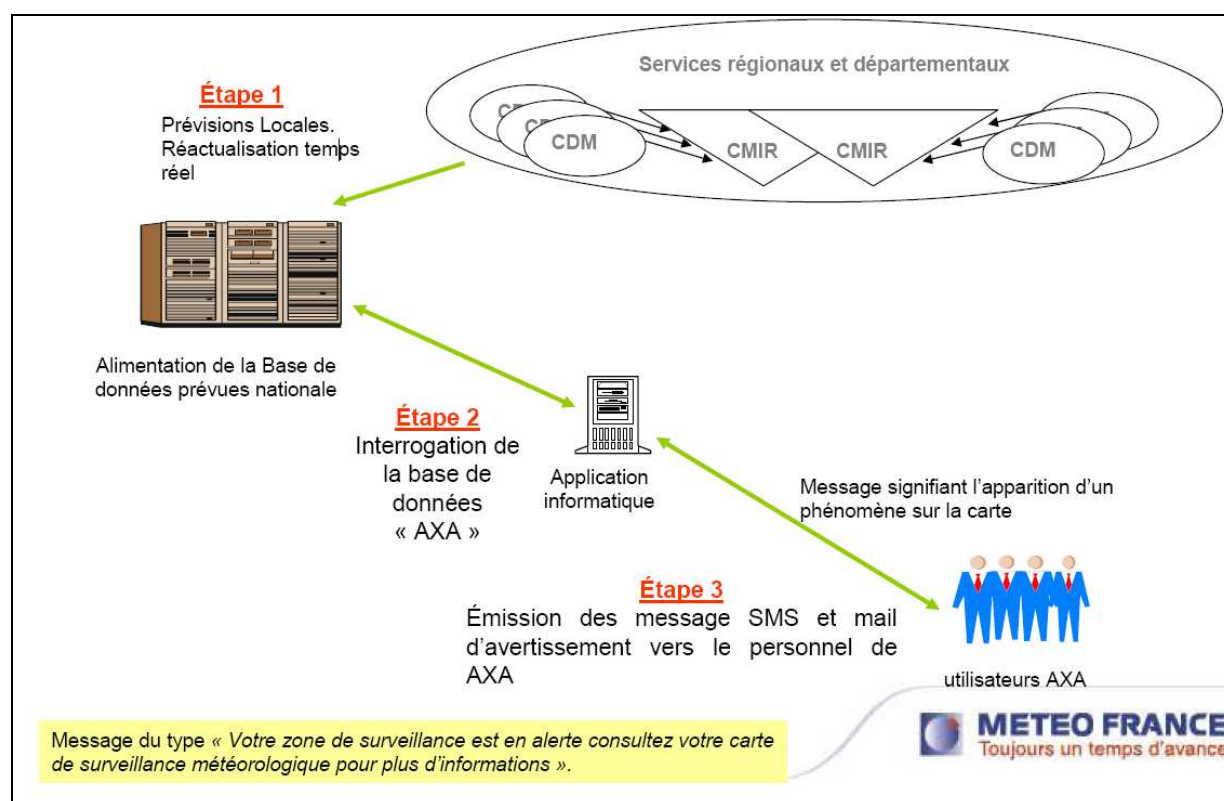 Services régionaux et départementaux
Étape 1
Prévisions Locales.
Réactualisation temps
réel
CDM
CMIR
CMIR
CDM
Alimentation de la Base de
données prévues nationale
Étape 2
Interrogation de
la base de
données
« AXA »
Application
informatique
Message signifiant l'apparition d'un
phénomène sur la carte
Étape 3
Émission des message SMS et mail
d'avertissement vers le personnel de
AXA
utilisateurs AXA
METEO FRANCE
Toujours un temps d'avance
Message du type « Votre zone de surveillance est en alerte consultez votre carte
de surveillance météorologique pour plus d'informations ».